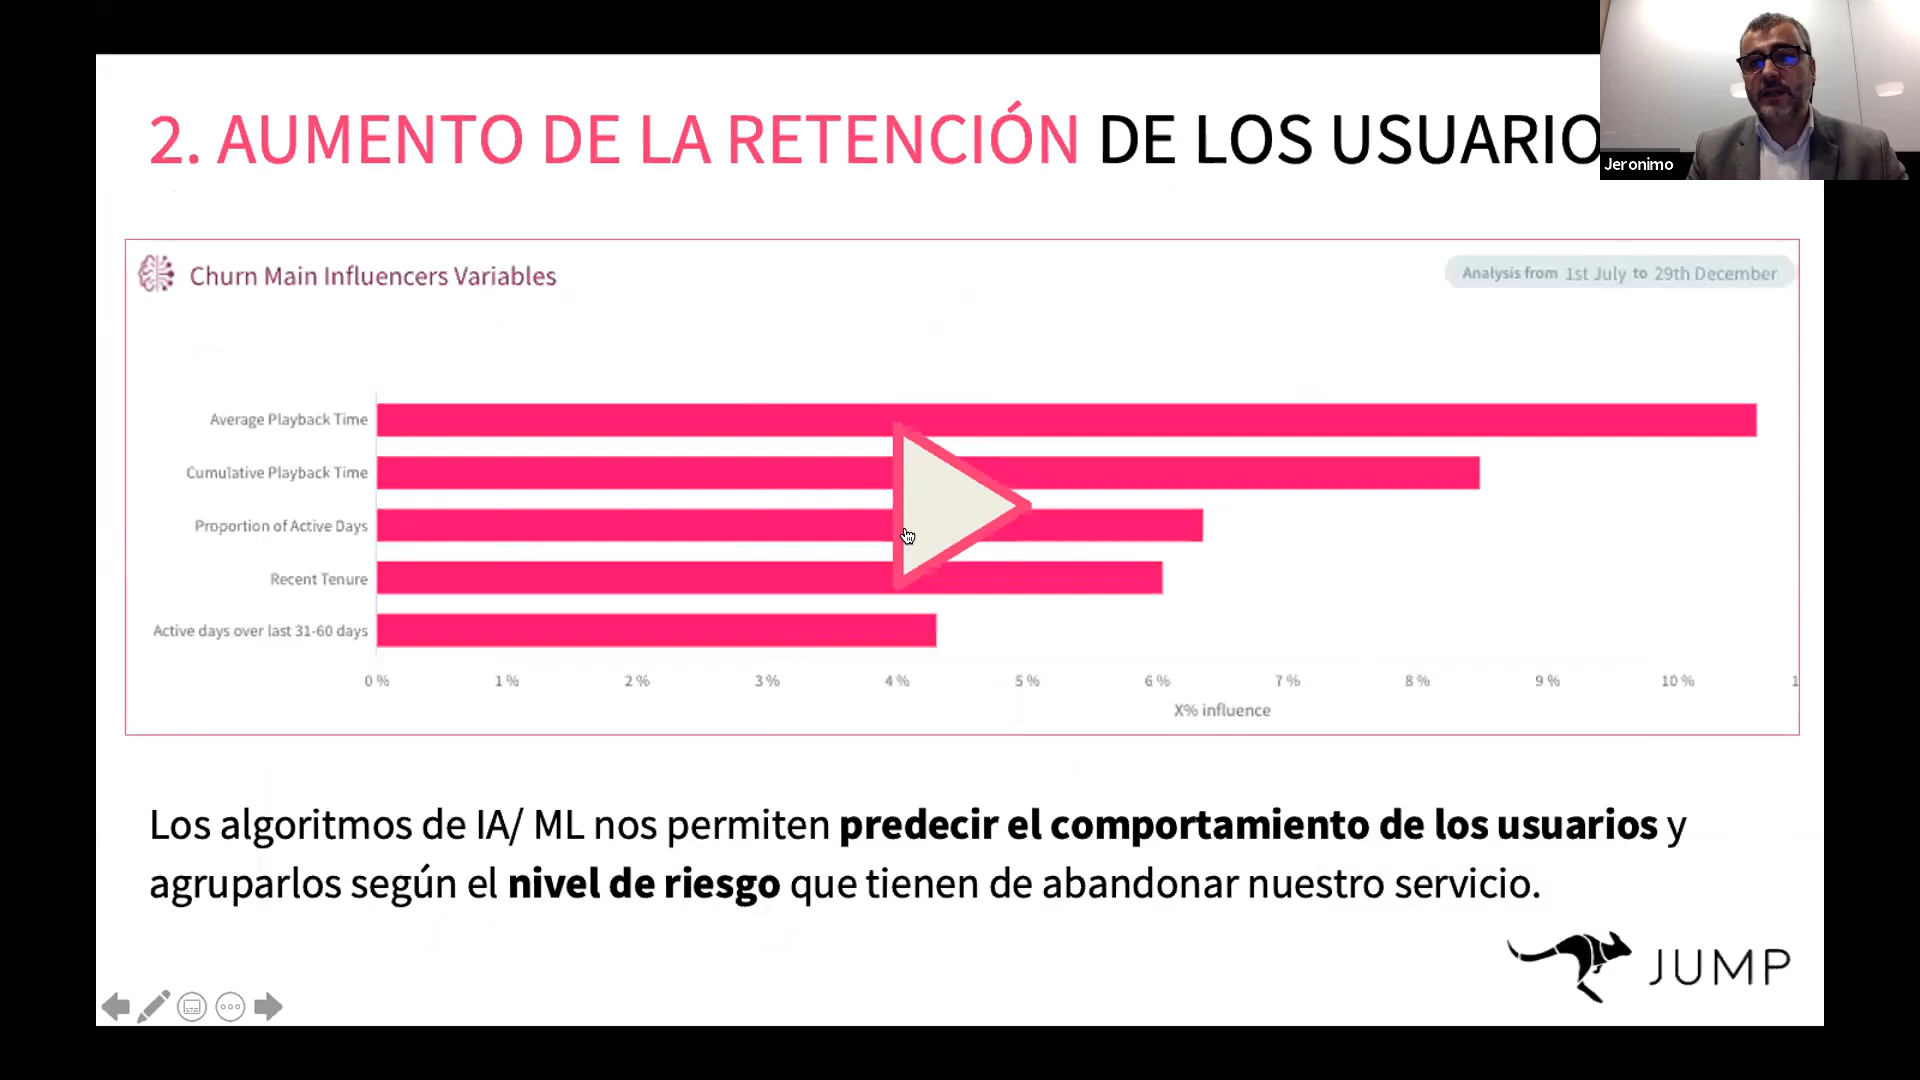 2. AUMENTO DE LA RETENCIÓN DE LOS USUARIO
Jeronimo
Churn Main Influencers Variables
Analysis from 1st July to 29th December
Average Playback Time
Cumulative Playback Time
Proportion of Active Days
Recent Tenure
Active days over last 31-60 days
0 % 1 % 2 % 3 % 4 % 5 % 6 % 7 % 8 % 9 % 10 % 1
X% influence
Los algoritmos de IA/ ML nos permiten predecir el comportamiento de los usuarios y
agruparlos según el nivel de riesgo que tienen de abandonar nuestro servicio.
JUMP